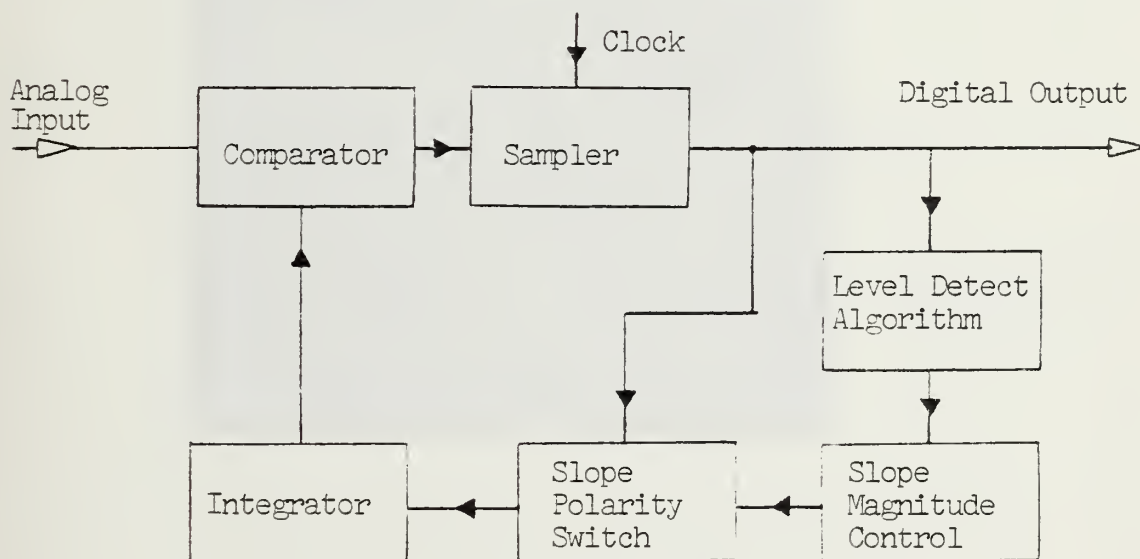 Clock
Analog
Input
Digital Output
Comparator
Sampler
Level Detect
Algorithm
Integrator
Slope
Polarity
Switch
Slope
Magnitude
Control